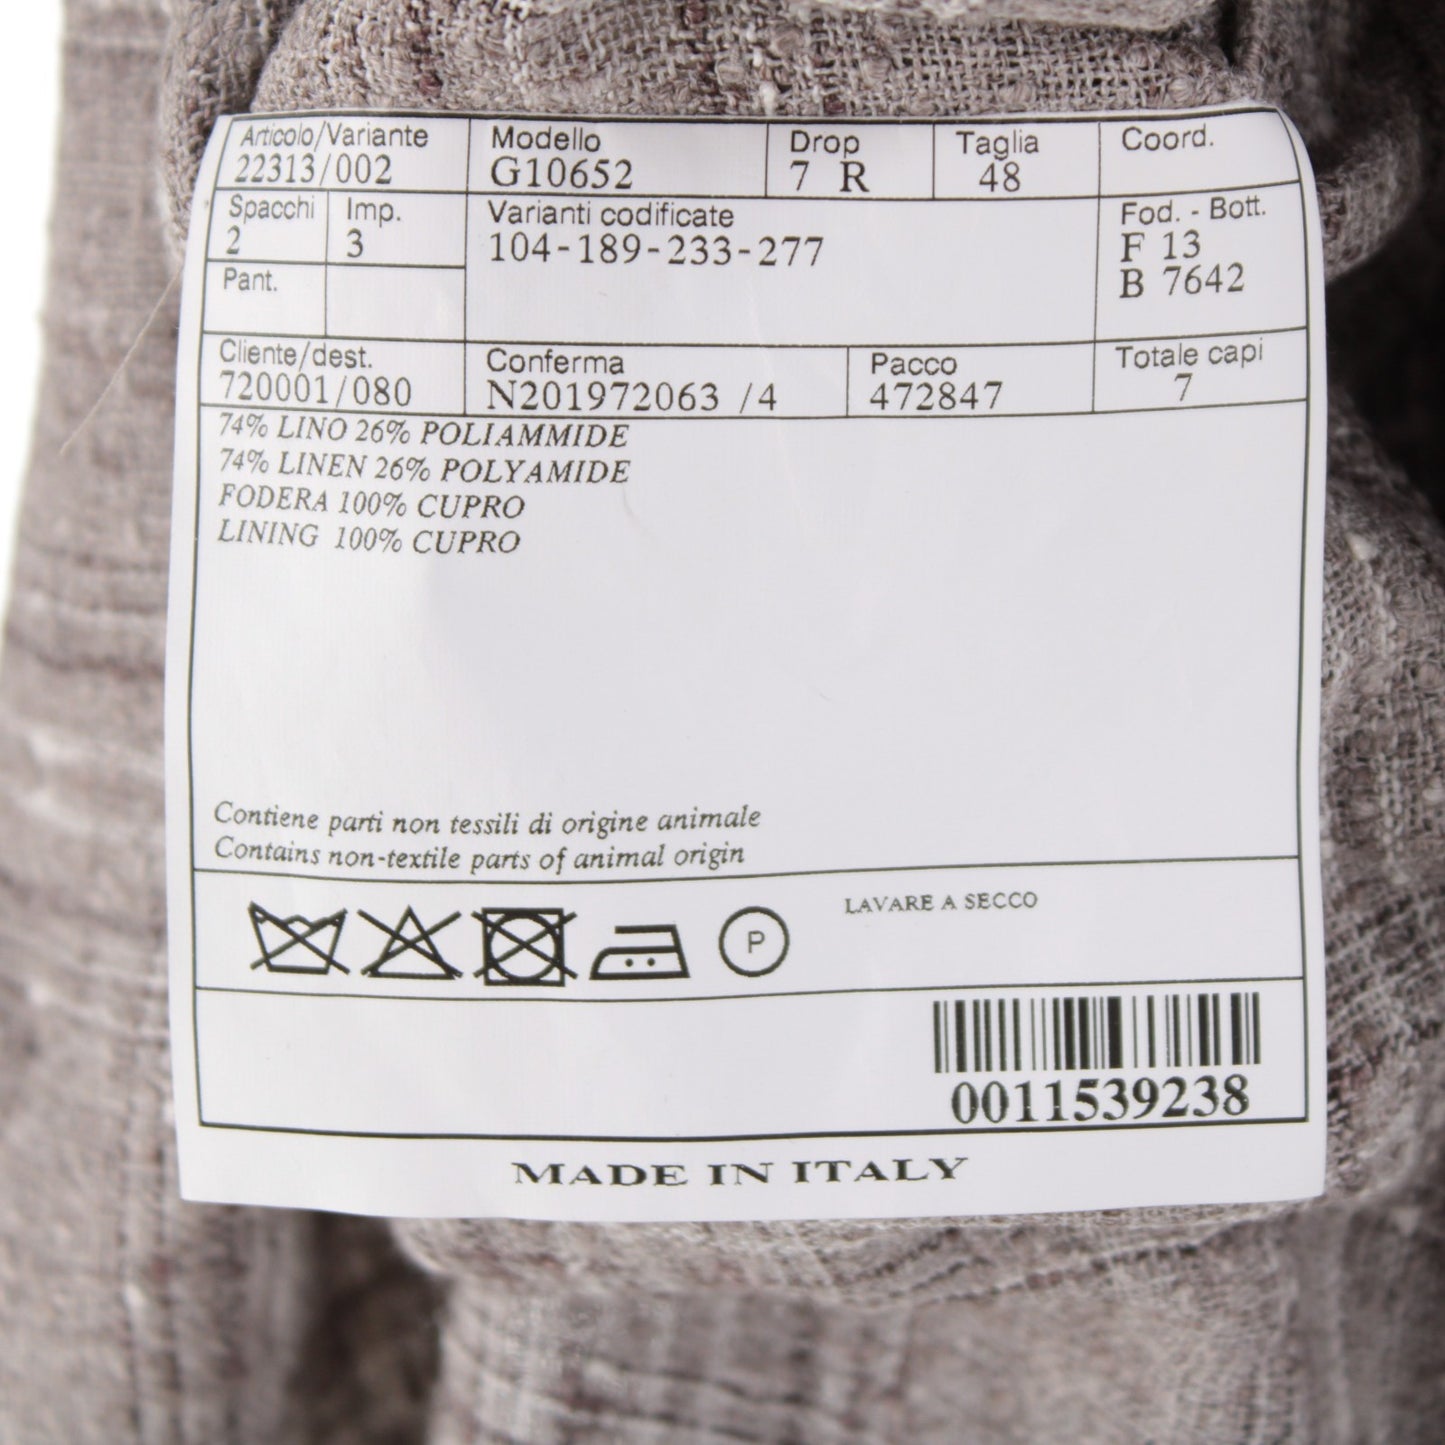 Articolo/Variante Modello Drop Taglia Coord.
22313/002 G10652 7 R 48
Spacchi Imp. Varianti codificate Fod. - Bott.
2 3 104-189-233-277 F 13
Pant. B 7642
Cliente/dest. Conferma Pacco Totale capi
720001/080 N201972063 /4 472847 7
74% LINO 26% POLIAMMIDE
74% LINEN 26% POLYAMIDE
FODERA 100% CUPRO
LINING 100% CUPRO
Contiene parti non tessili di origine animale
Contains non-textile parts of animal origin
P LAVARE A SECCO
0011539238
MADE IN ITALY